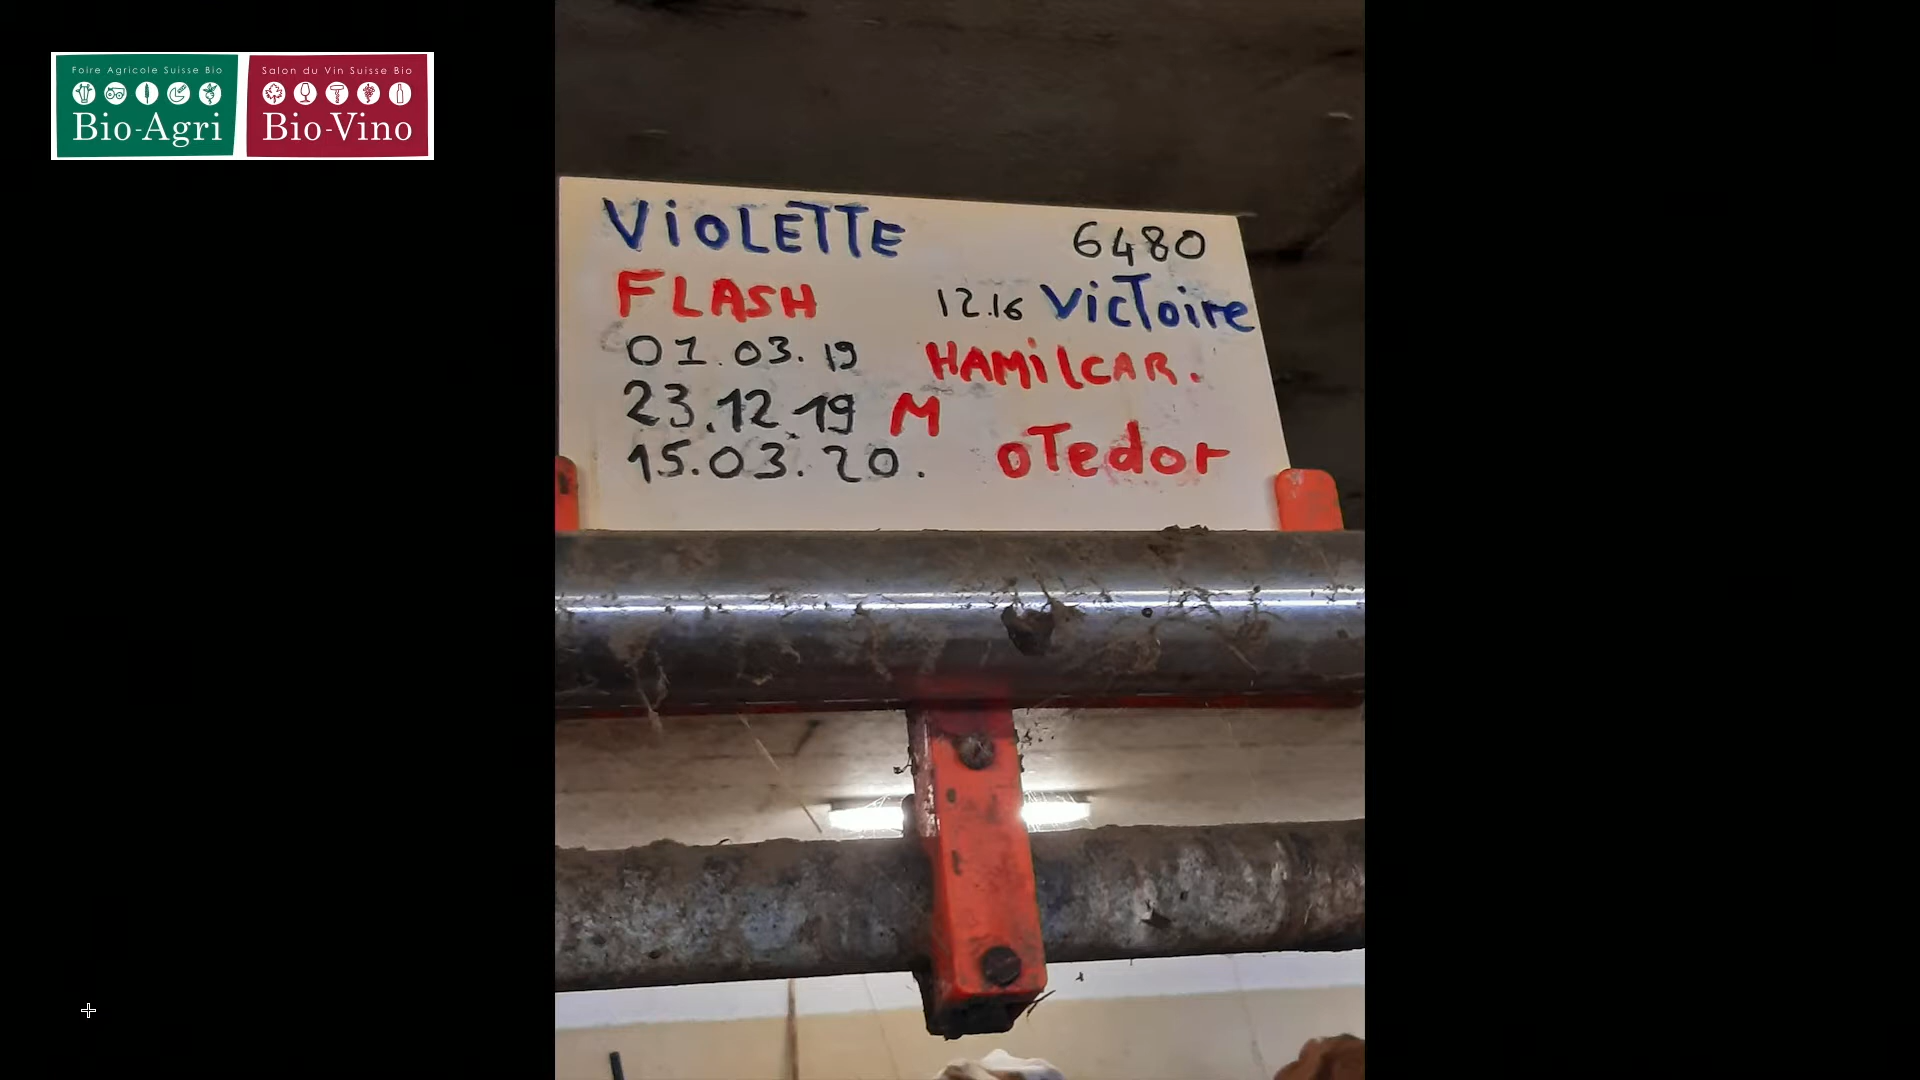 Foire Agricole Suisse Bio
Bio-Agri
Salon du Vin Suisse Bio
Bio-Vino
VioLETTE 6480
FLASH 12.16 VicToire
01.03.19 HAMilCAR.
23.12.19 M
15.03.20. oTedor